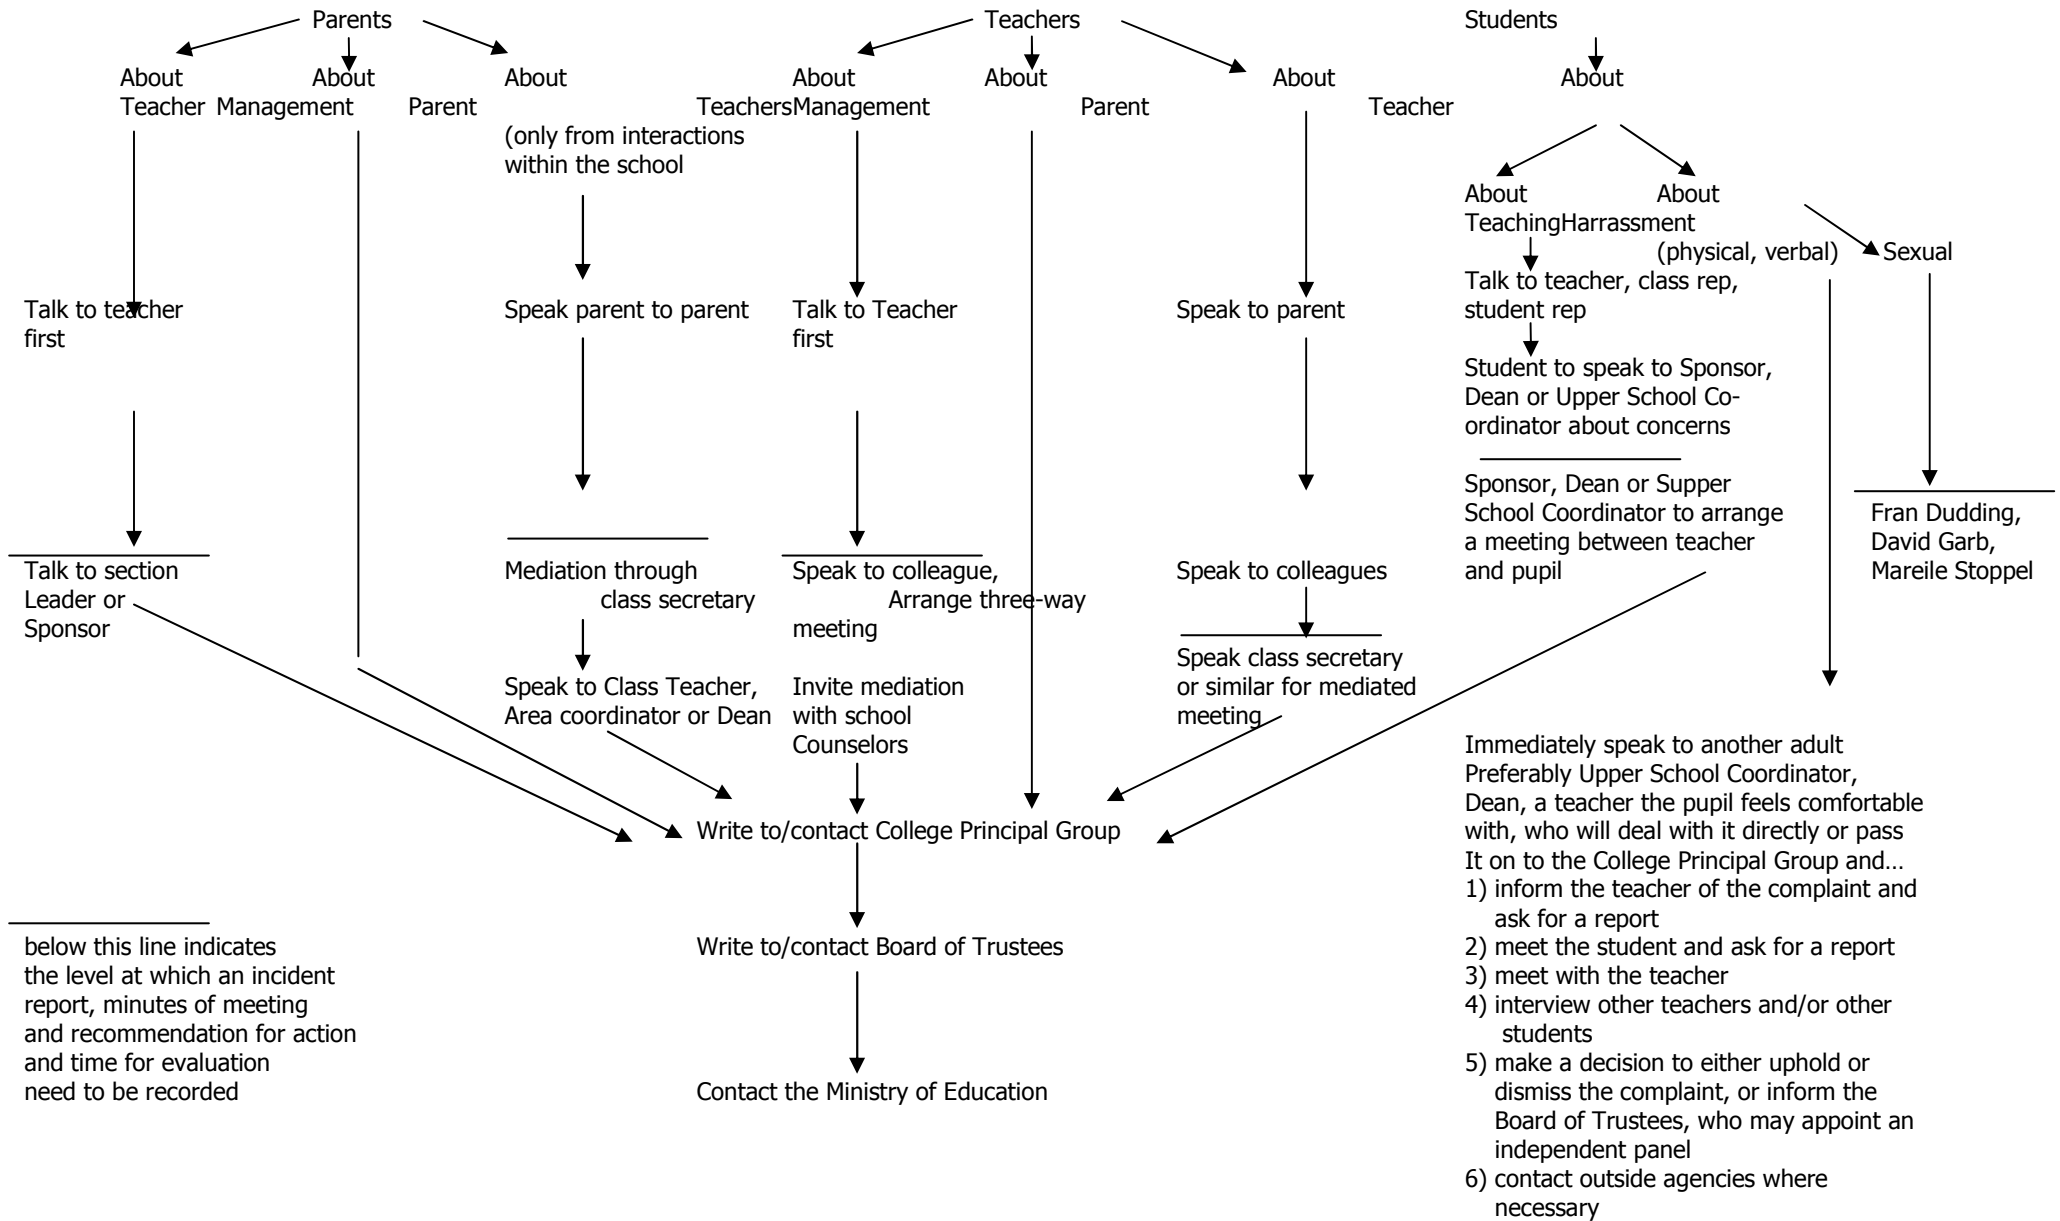 Parents
Teachers
Students
About
About
About
About
About
About
About
Teacher Management
Parent
TeachersManagement
Parent
Teacher
(only from interactions
within the school
About
About
TeachingHarrassment
(physical, verbal)
Sexual
Talk to teacher
first
Speak parent to parent
Talk to Teacher
first
Speak to parent
Talk to teacher, class rep,
student rep
Student to speak to Sponsor,
Dean or Upper School Co-
ordinator about concerns
Sponsor, Dean or Supper
School Coordinator to arrange
a meeting between teacher
and pupil
Fran Dudding,
David Garb,
Mareile Stoppel
Talk to section
Leader or
Sponsor
Mediation through
class secretary
Speak to Class Teacher,
Area coordinator or Dean
Speak to colleague,
Arrange three-way
meeting
Invite mediation
with school
Counselors
Speak to colleagues
Speak class secretary
or similar for mediated
meeting
Immediately speak to another adult
Preferably Upper School Coordinator,
Dean, a teacher the pupil feels comfortable
with, who will deal with it directly or pass
It on to the College Principal Group and…
1) inform the teacher of the complaint and
ask for a report
2) meet the student and ask for a report
3) meet with the teacher
4) interview other teachers and/or other
students
5) make a decision to either uphold or
dismiss the complaint, or inform the
Board of Trustees, who may appoint an
independent panel
6) contact outside agencies where
necessary
Write to/contact College Principal Group
Write to/contact Board of Trustees
Contact the Ministry of Education
below this line indicates
the level at which an incident
report, minutes of meeting
and recommendation for action
and time for evaluation
need to be recorded